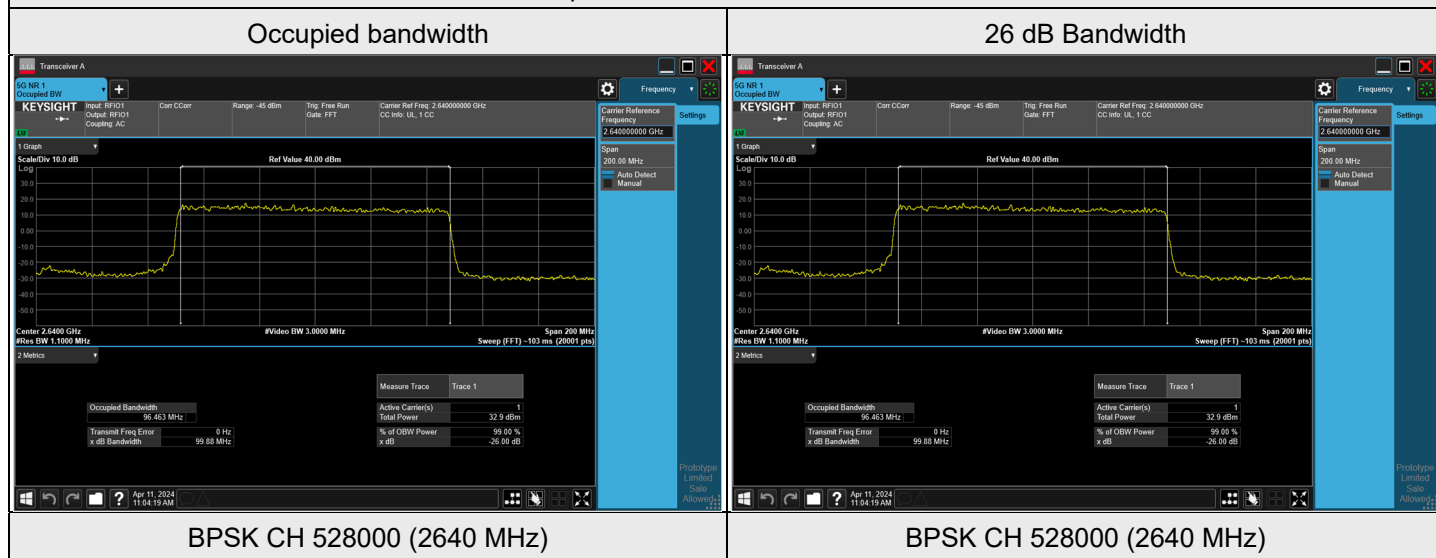 Occupied bandwidth
26 dB Bandwidth
Transceiver A
5G NR 1
Occupied BW
Frequency
KEYSIGHT
Input: RFIO1
Output: RFIO1
Coupling: AC
Corr CCorr
Range: -45 dBm
Trig: Free Run
Gate: FFT
Carrier Ref Freq: 2.640000000 GHz
CC Info: UL, 1 CC
Carrier Reference
Frequency
2.640000000 GHz
Settings
Span
200.00 MHz
Auto Detect
Manual
1 Graph
Scale/Div 10.0 dB
Ref Value 40.00 dBm
Log
30.0
20.0
10.0
0.00
-10.0
-20.0
-30.0
-40.0
-50.0
Center 2.6400 GHz
#Video BW 3.0000 MHz
Span 200 MHz
#Res BW 1.1000 MHz
Sweep (FFT) ~103 ms (20001 pts)
2 Metrics
Measure Trace
Trace 1
Occupied Bandwidth
96.463 MHz
Active Carrier(s)
1
Total Power
32.9 dBm
Transmit Freq Error
0 Hz
% of OBW Power
99.00 %
x dB Bandwidth
99.88 MHz
x dB
-26.00 dB
Apr 11, 2024
11:04:19 AM
Prototype
Limited
Sale
Allowed
Transceiver A
5G NR 1
Occupied BW
Frequency
KEYSIGHT
Input: RFIO1
Output: RFIO1
Coupling: AC
Corr CCorr
Range: -45 dBm
Trig: Free Run
Gate: FFT
Carrier Ref Freq: 2.640000000 GHz
CC Info: UL, 1 CC
Carrier Reference
Frequency
2.640000000 GHz
Settings
Span
200.00 MHz
Auto Detect
Manual
1 Graph
Scale/Div 10.0 dB
Ref Value 40.00 dBm
Log
30.0
20.0
10.0
0.00
-10.0
-20.0
-30.0
-40.0
-50.0
Center 2.6400 GHz
#Video BW 3.0000 MHz
Span 200 MHz
#Res BW 1.1000 MHz
Sweep (FFT) ~103 ms (20001 pts)
2 Metrics
Measure Trace
Trace 1
Occupied Bandwidth
96.463 MHz
Active Carrier(s)
1
Total Power
32.9 dBm
Transmit Freq Error
0 Hz
% of OBW Power
99.00 %
x dB Bandwidth
99.88 MHz
x dB
-26.00 dB
Apr 11, 2024
11:04:19 AM
Prototype
Limited
Sale
Allowed
BPSK CH 528000 (2640 MHz)
BPSK CH 528000 (2640 MHz)